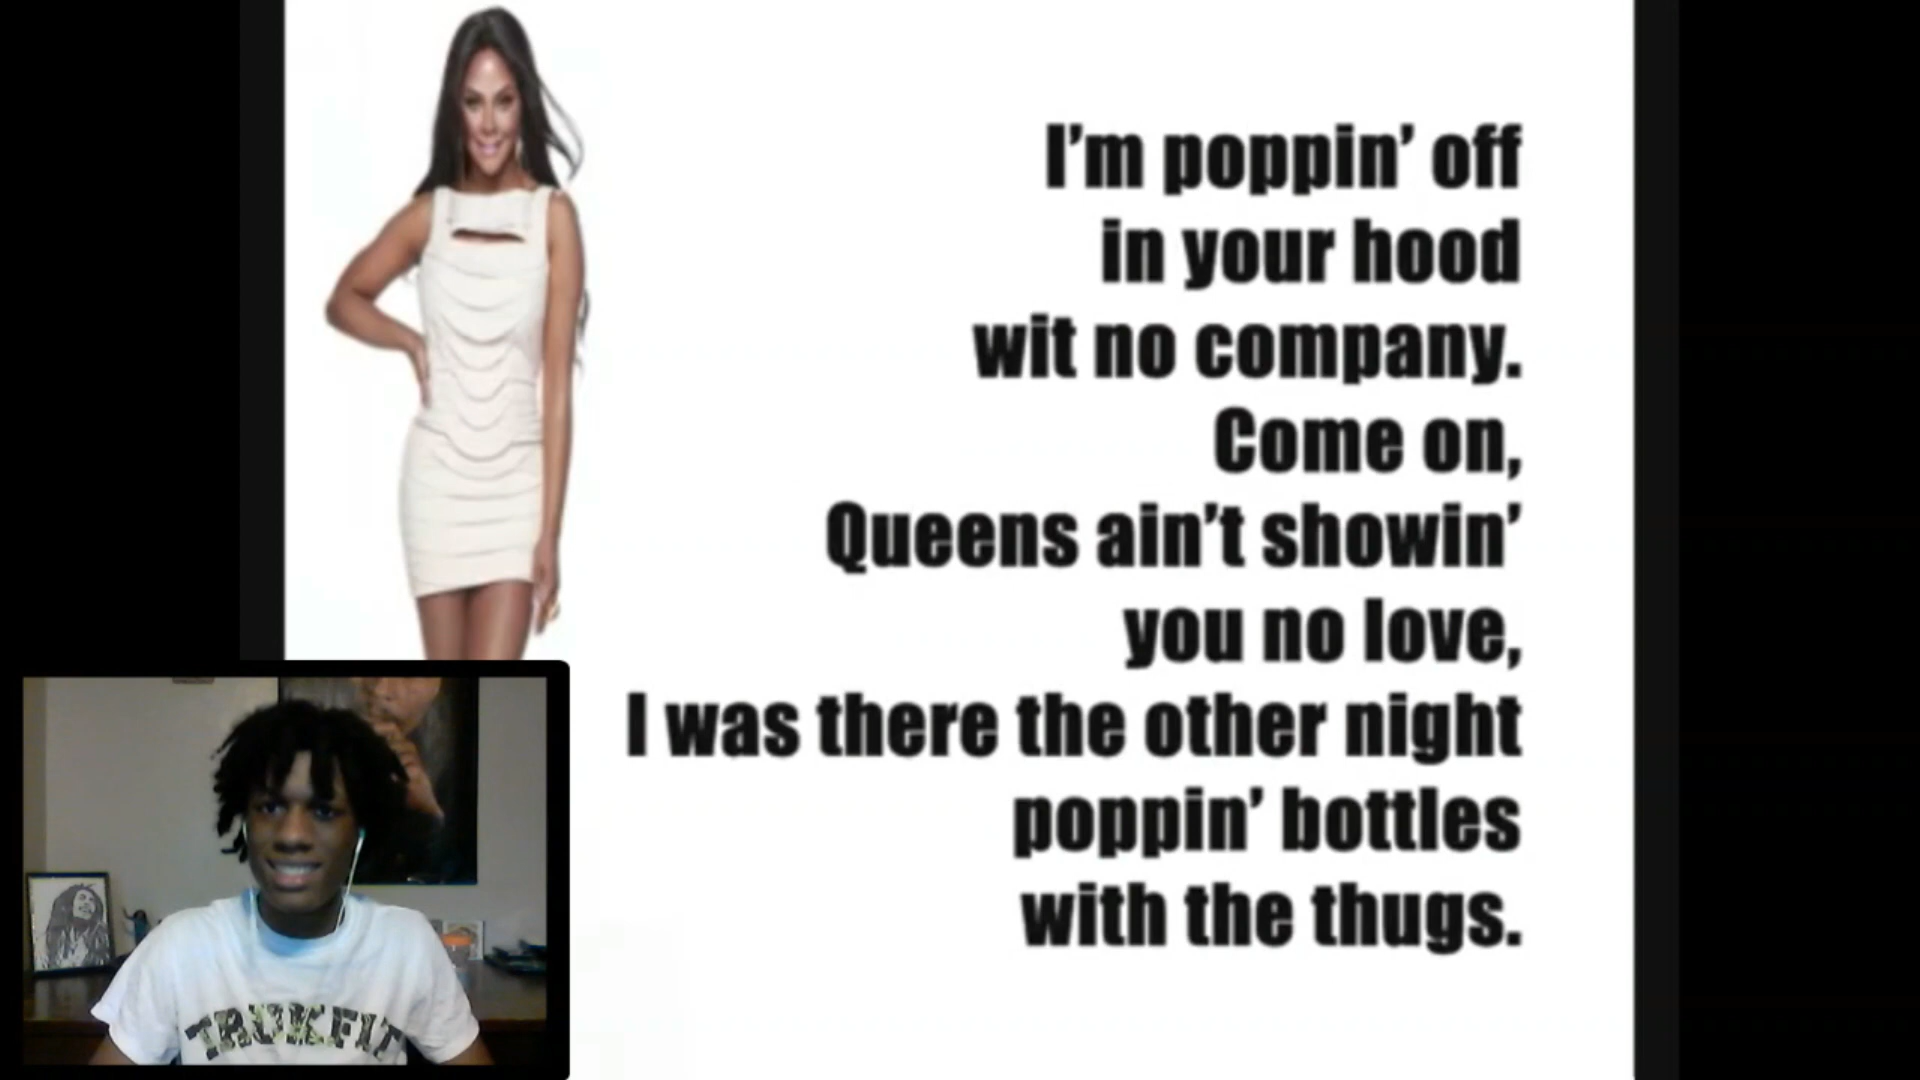 I'm poppin' off
in your hood
wit no company.
Come on,
Queens ain't showin'
you no love,
I was there the other night
poppin' bottles
with the thugs.
TRUKFIT